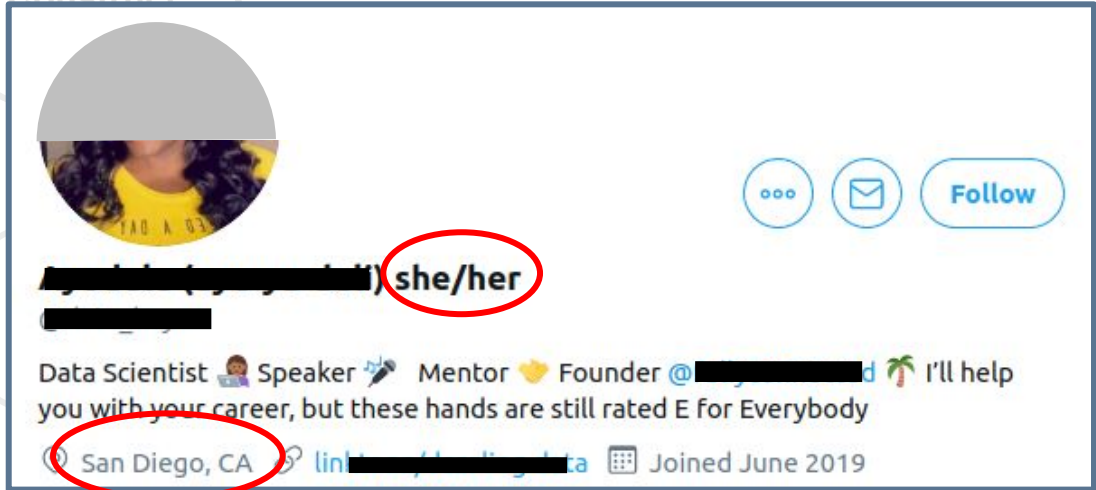 Follow
she/her
Data Scientist 👩🏾‍💻 Speaker 🎤 Mentor 🤝 Founder @ 🌴 I'll help
you with your career, but these hands are still rated E for Everybody
San Diego, CA Joined June 2019